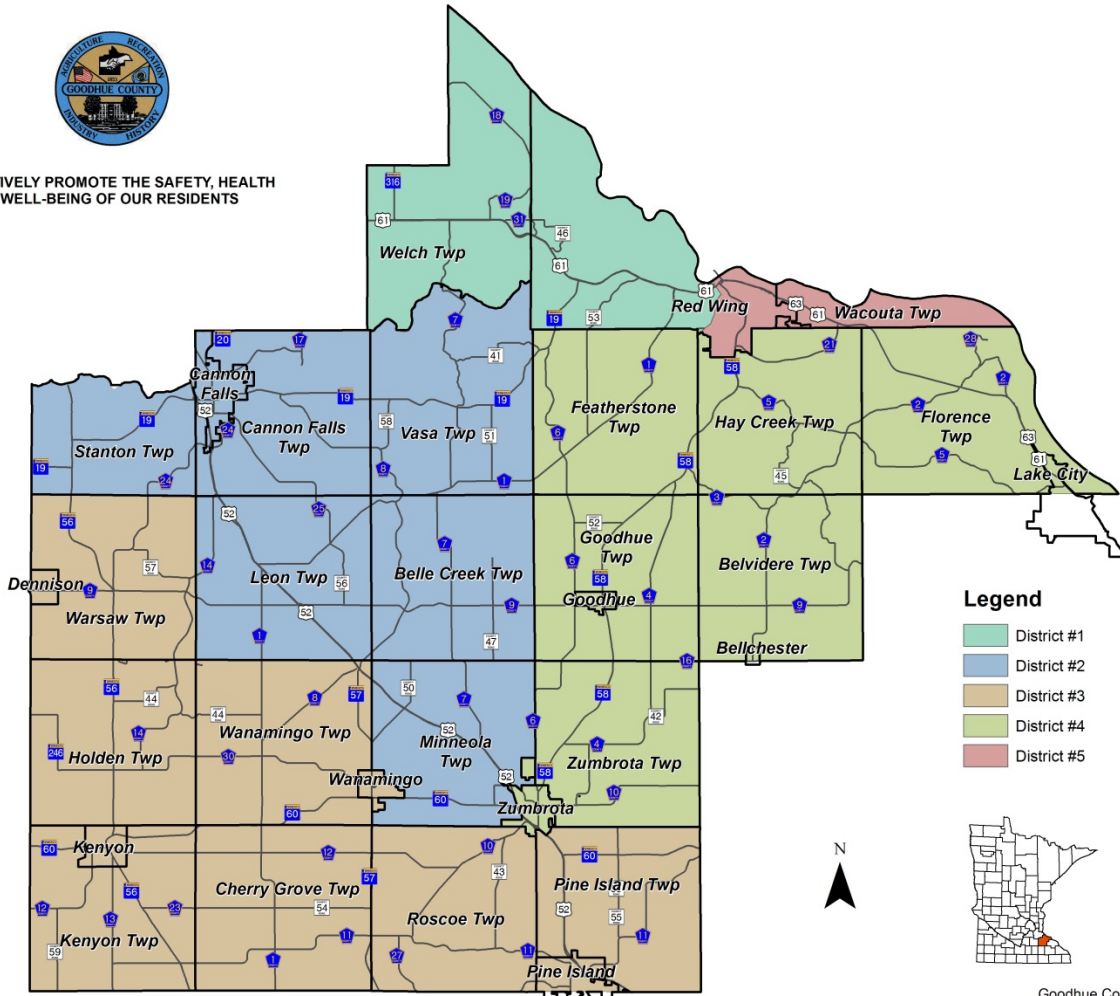 AGRICULTURE RECREATION
GOODHUE COUNTY
INDUSTRY HISTORY
IVELY PROMOTE THE SAFETY, HEALTH
WELL-BEING OF OUR RESIDENTS
18
316
19
31
61
46
61
Welch Twp
61
Red Wing
63
61
Wacouta Twp
19
53
7
20
17
41
1
58
21
28
2
Cannon
Falls
52
19
19
Featherstone
Twp
5
2
Florence
Twp
Hay Creek Twp
19
Stanton Twp
24
Cannon Falls
Twp
58
Vasa Twp
51
6
63
61
5
19
24
8
1
58
45
Lake City
56
52
25
3
52
Goodhue
Twp
7
2
57
14
Leon Twp
56
Belle Creek Twp
6
58
Belvidere Twp
Dennison
9
Warsaw Twp
52
9
Goodhue
4
9
1
47
Bellchester
16
Legend
District #1
District #2
District #3
District #4
District #5
56
44
8
57
50
7
58
42
14
44
Wanamingo Twp
52
6
246
Holden Twp
30
Minneola
Twp
4
Zumbrota Twp
Wanamingo
52
58
60
60
Zumbrota
10
60
Kenyon
12
10
60
N
56
Cherry Grove Twp
57
43
Pine Island Twp
12
13
23
54
Roscoe Twp
52
55
Kenyon Twp
11
11
59
1
27
11
Pine Island
Goodhue Co